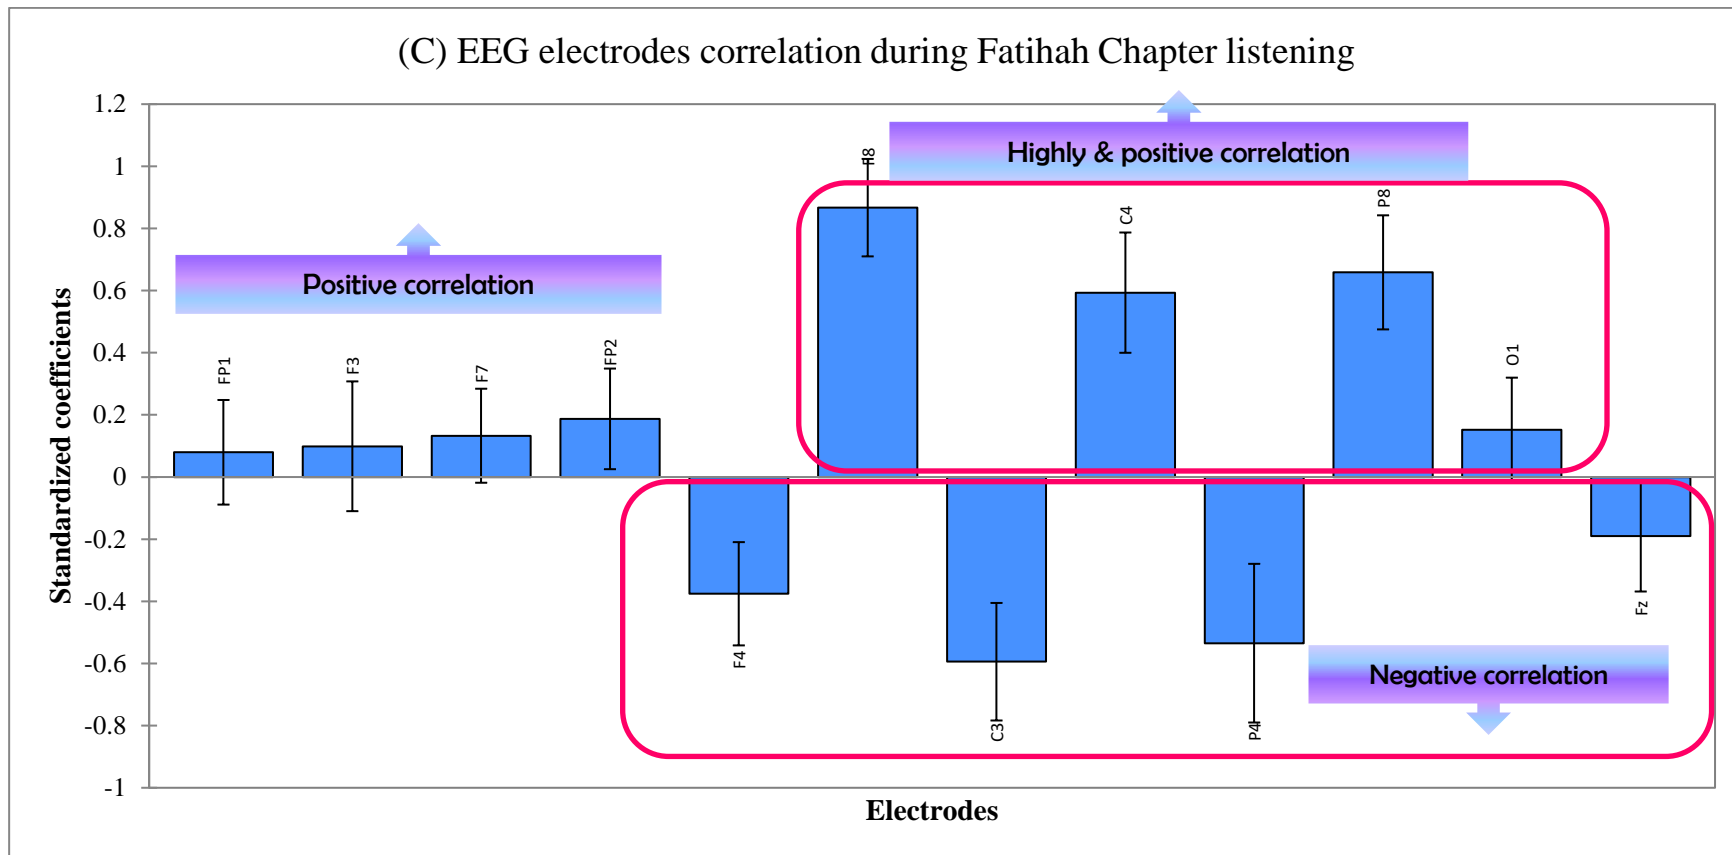 (C) EEG electrodes correlation during Fatihah Chapter listening
Standardized coefficients
1.2
1
0.8
0.6
0.4
0.2
0
-0.2
-0.4
-0.6
-0.8
-1
Highly & positive correlation
Positive correlation
Negative correlation
FP1
F3
F7
FP2
F4
F8
C3
C4
P4
P8
O1
Fz
Electrodes